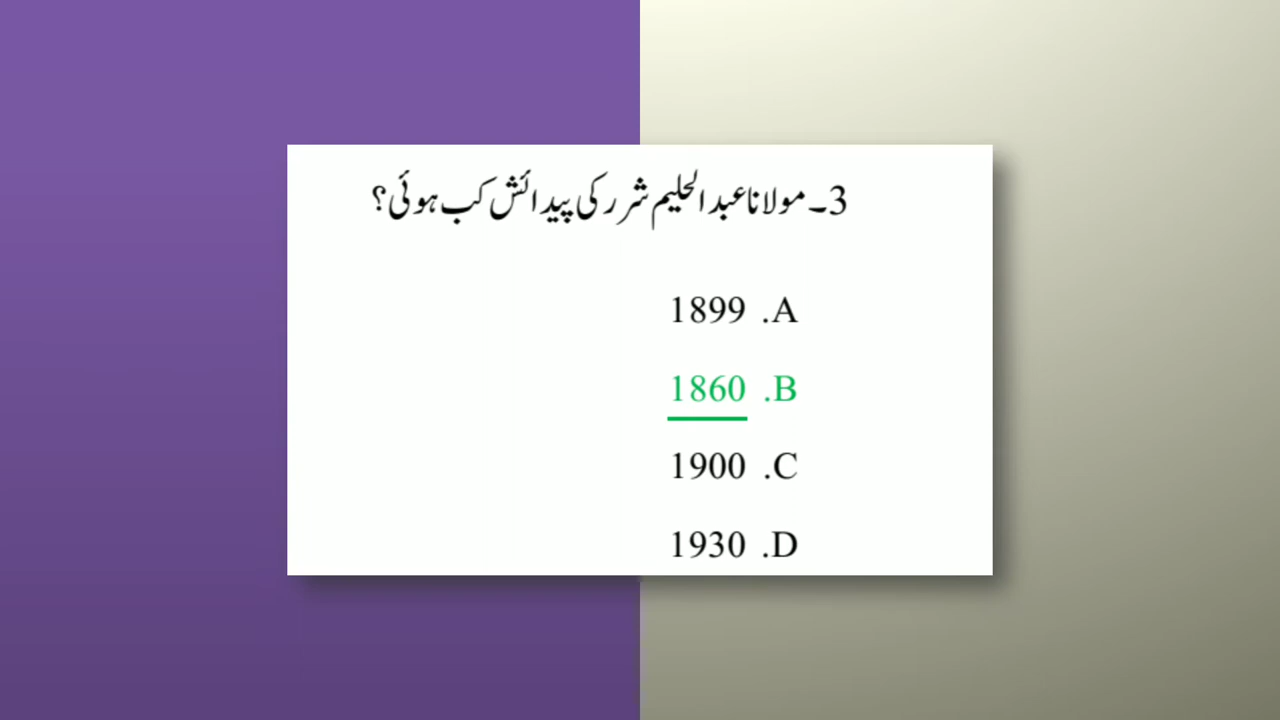 3۔ مولانا عبدالحلیم شرر کی پیدائش کب ہوئی؟
A. 1899
B. 1860
C. 1900
D. 1930